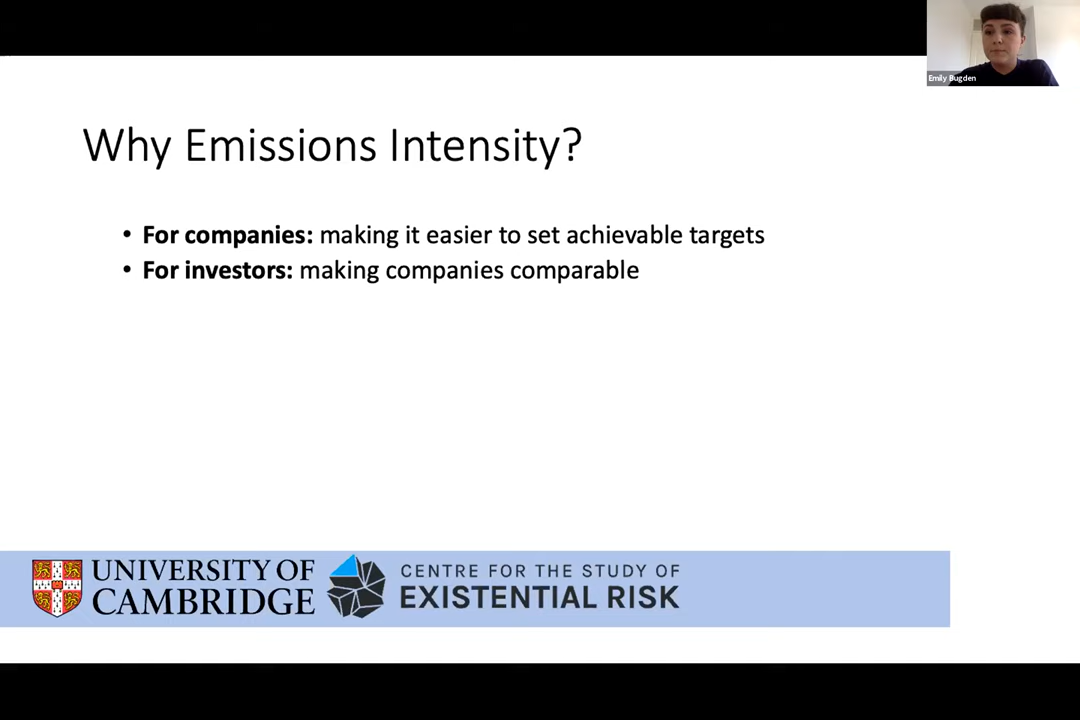 Emily Bugden
Why Emissions Intensity?
• For companies: making it easier to set achievable targets
• For investors: making companies comparable
UNIVERSITY OF
CAMBRIDGE
CENTRE FOR THE STUDY OF
EXISTENTIAL RISK